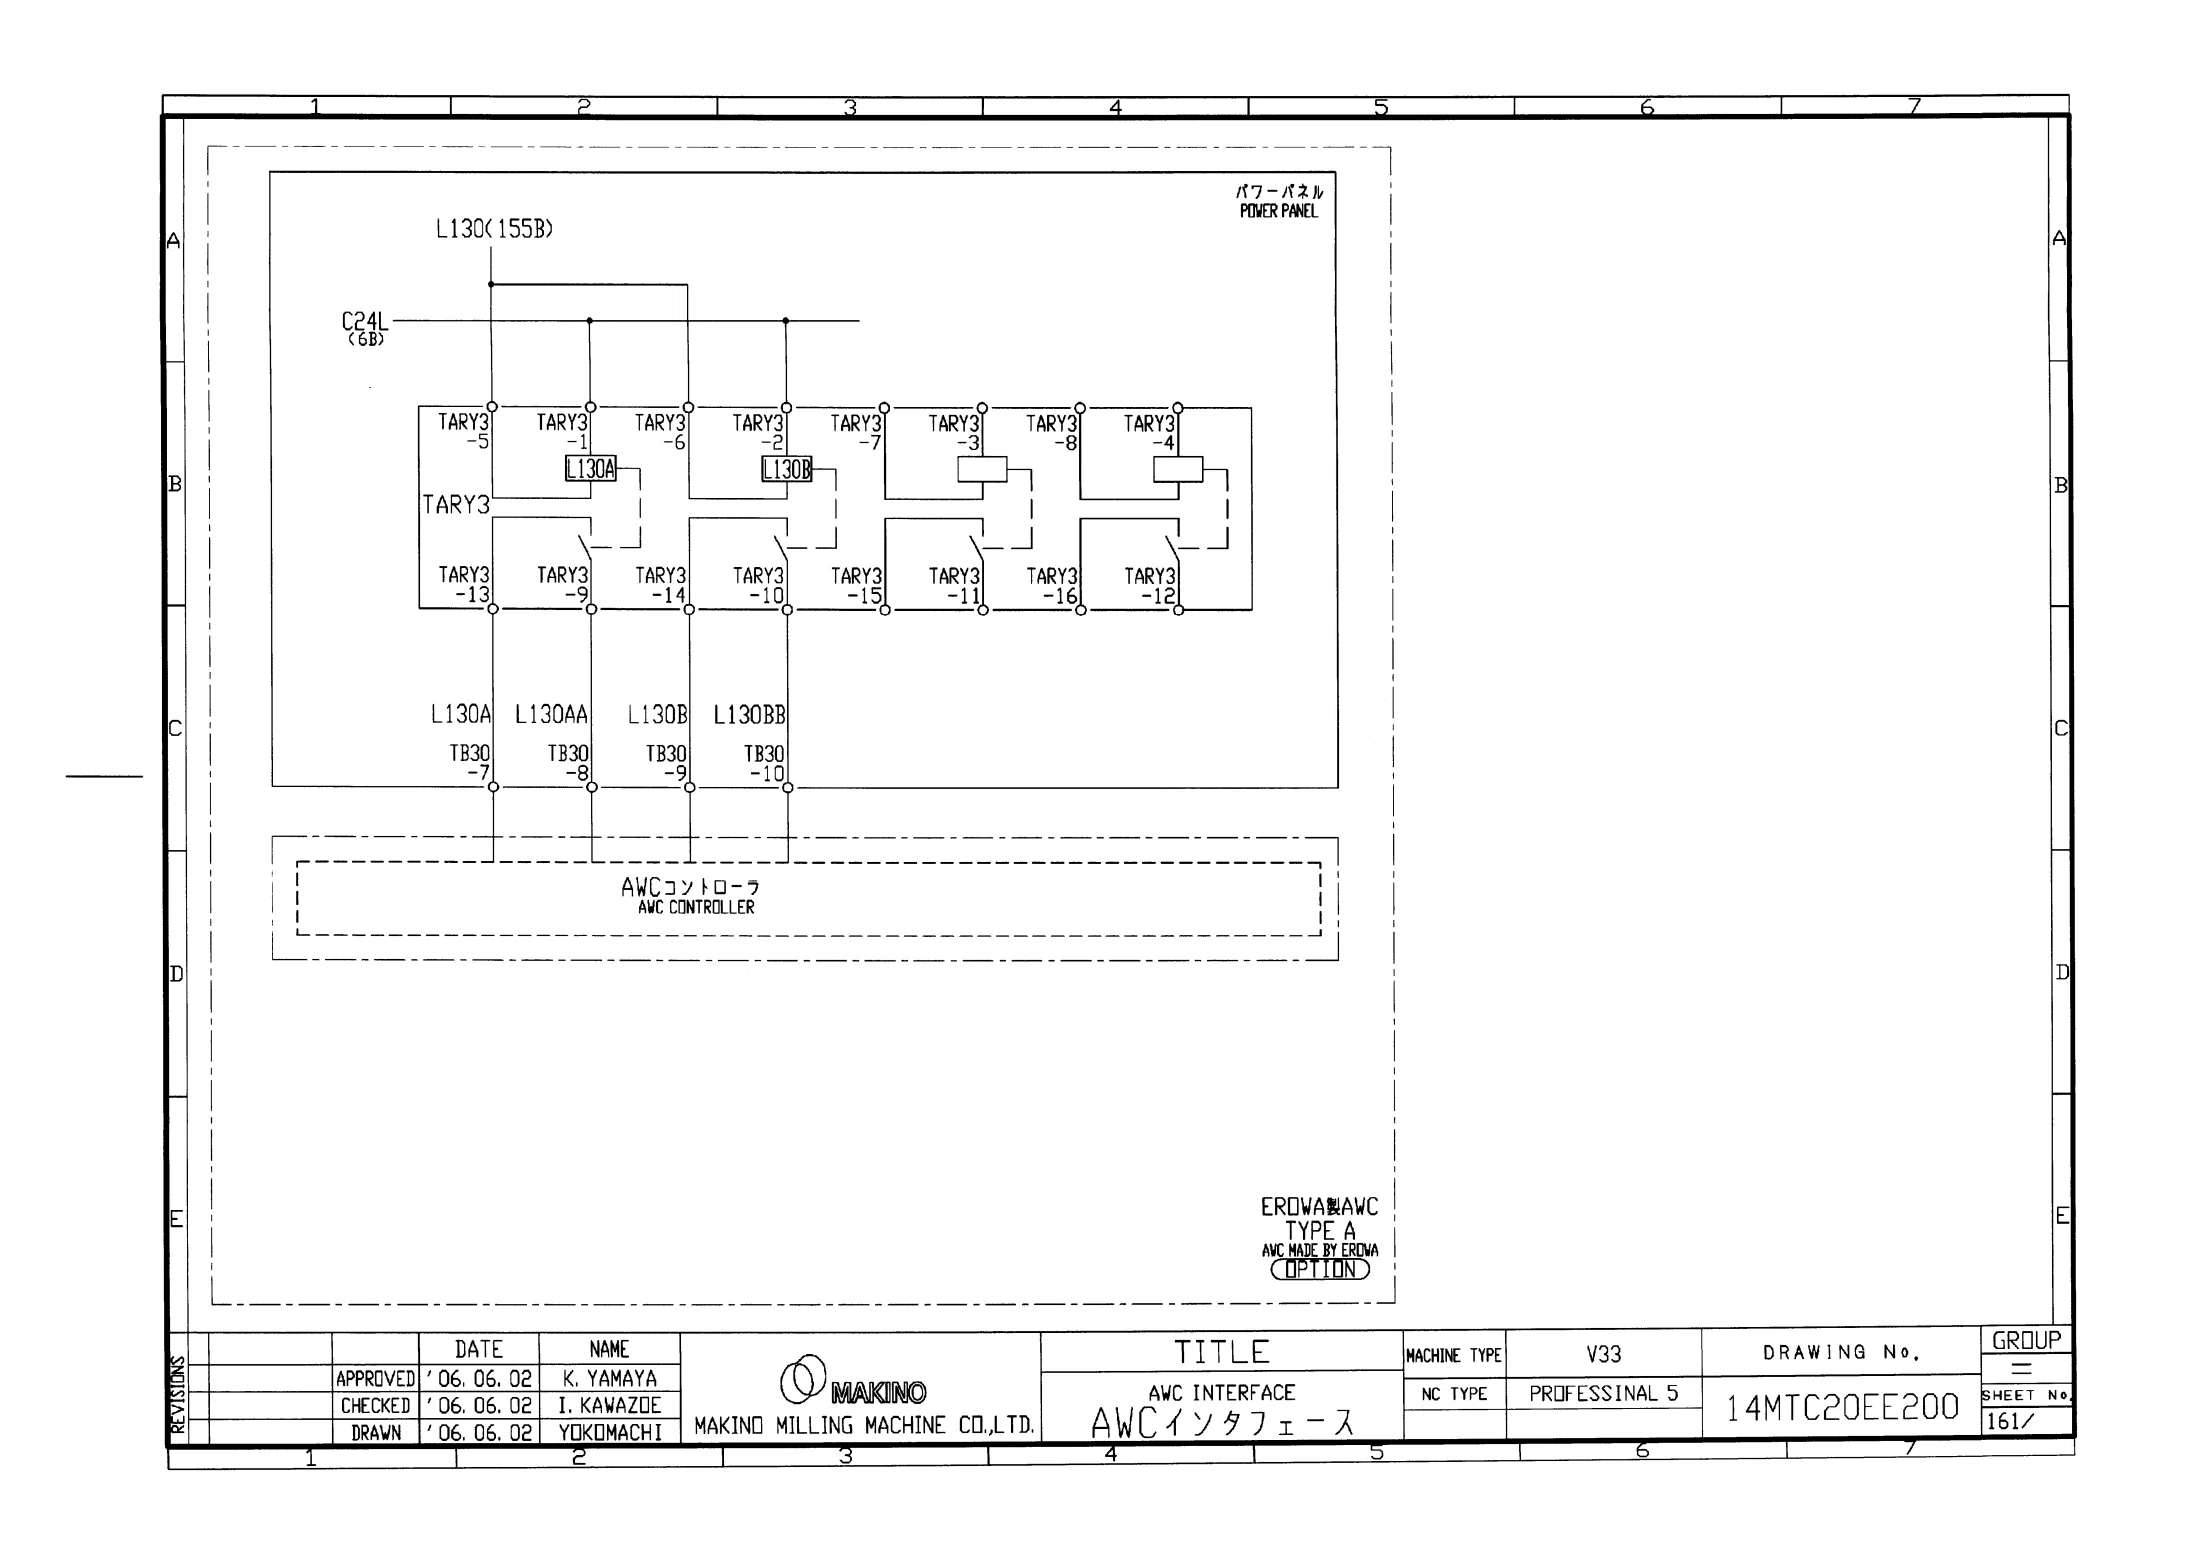 1 2 3 4 5 6 7
パワーパネル
POWER PANEL
A A
L130(155B)
C24L
(6B)
TARY3 TARY3 TARY3 TARY3 TARY3 TARY3 TARY3 TARY3
-5 -1 -6 -2 -7 -3 -8 -4
L130A L130B
B B
TARY3
TARY3 TARY3 TARY3 TARY3 TARY3 TARY3 TARY3 TARY3
-13 -9 -14 -10 -15 -11 -16 -12
L130A L130AA L130B L130BB
C C
TB30 TB30 TB30 TB30
-7 -8 -9 -10
AWCコントローラ
AWC CONTROLLER
D D
EROWA製AWC
TYPE A
AWC MADE BY EROWA
OPTION
E E
REVISIONS
DATE NAME
APPROVED '06.06.02 K. YAMAYA
CHECKED '06.06.02 I. KAWAZOE
DRAWN '06.06.02 YOKOMACHI
MAKINO
MAKINO MILLING MACHINE CO.,LTD.
TITLE
AWC INTERFACE
AWCインタフェース
MACHINE TYPE V33
NC TYPE PROFESSINAL 5
DRAWING No.
14MTC20EE200
GROUP
=
SHEET No.
161/
1 2 3 4 5 6 7